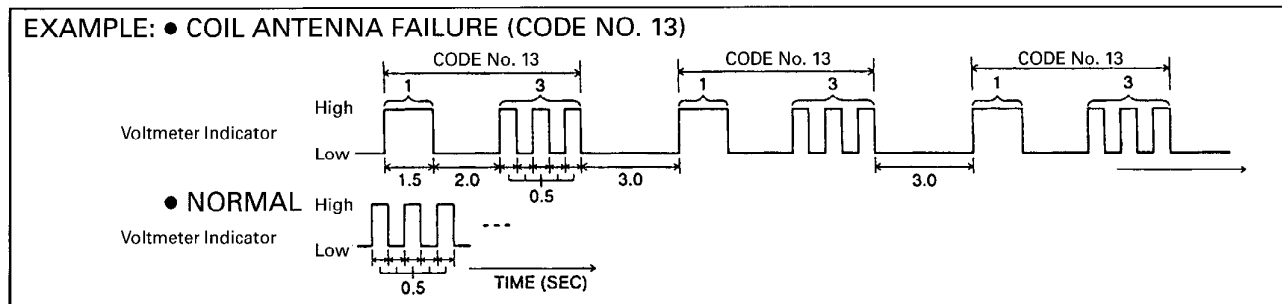 EXAMPLE: ● COIL ANTENNA FAILURE (CODE NO. 13)
CODE No. 13 CODE No. 13 CODE No. 13
1 3 1 3 1 3
High
Voltmeter Indicator
Low
1.5 2.0 0.5 3.0 3.0
● NORMAL High
Voltmeter Indicator
Low
0.5 TIME (SEC)